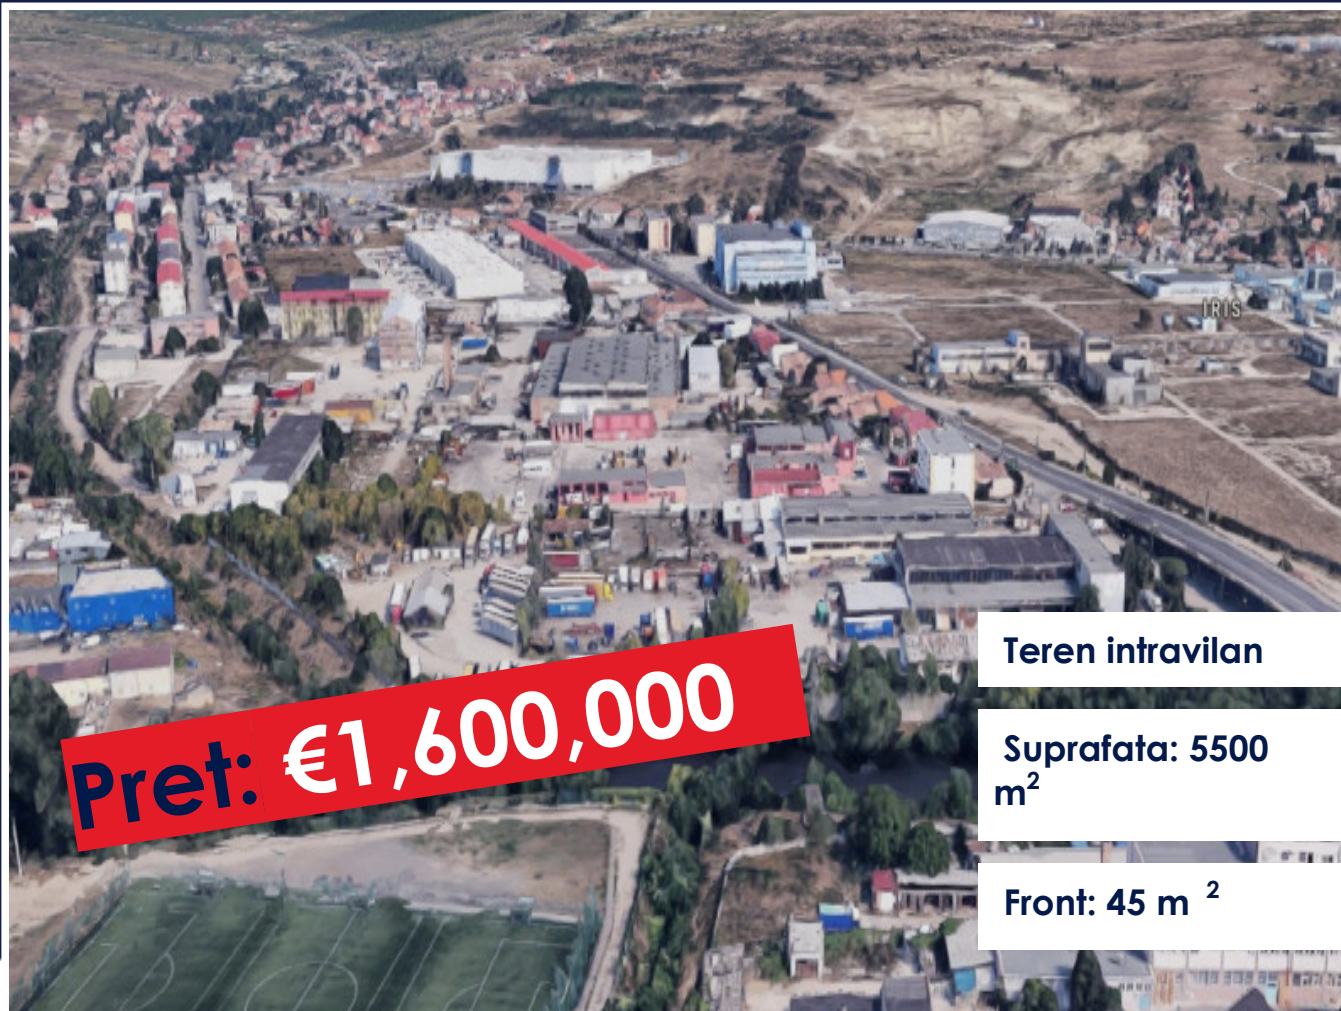 IRIS
Teren intravilan
Pret: €1,600,000
Suprafata: 5500
m²
Front: 45 m ²